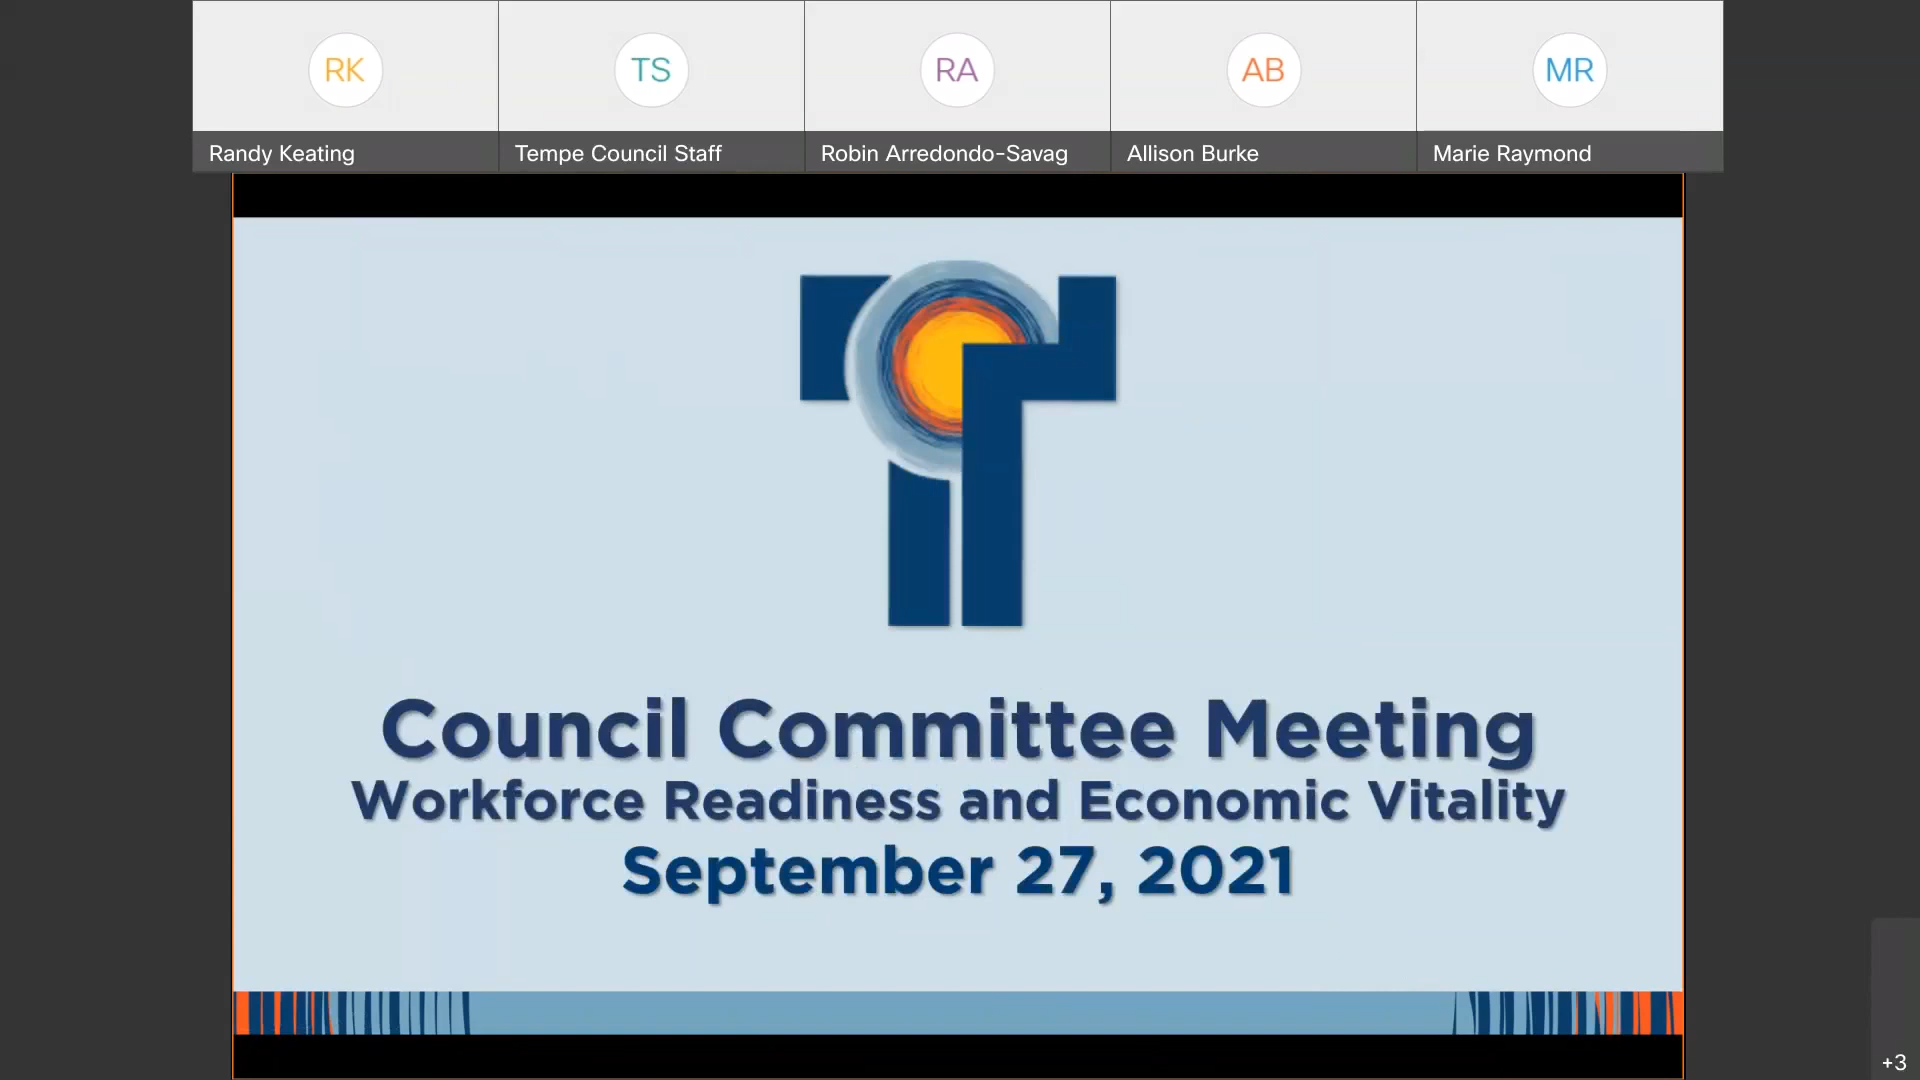 RK
TS
RA
AB
MR
Randy Keating
Tempe Council Staff
Robin Arredondo-Savag
Allison Burke
Marie Raymond
Council Committee Meeting
Workforce Readiness and Economic Vitality
September 27, 2021
+3